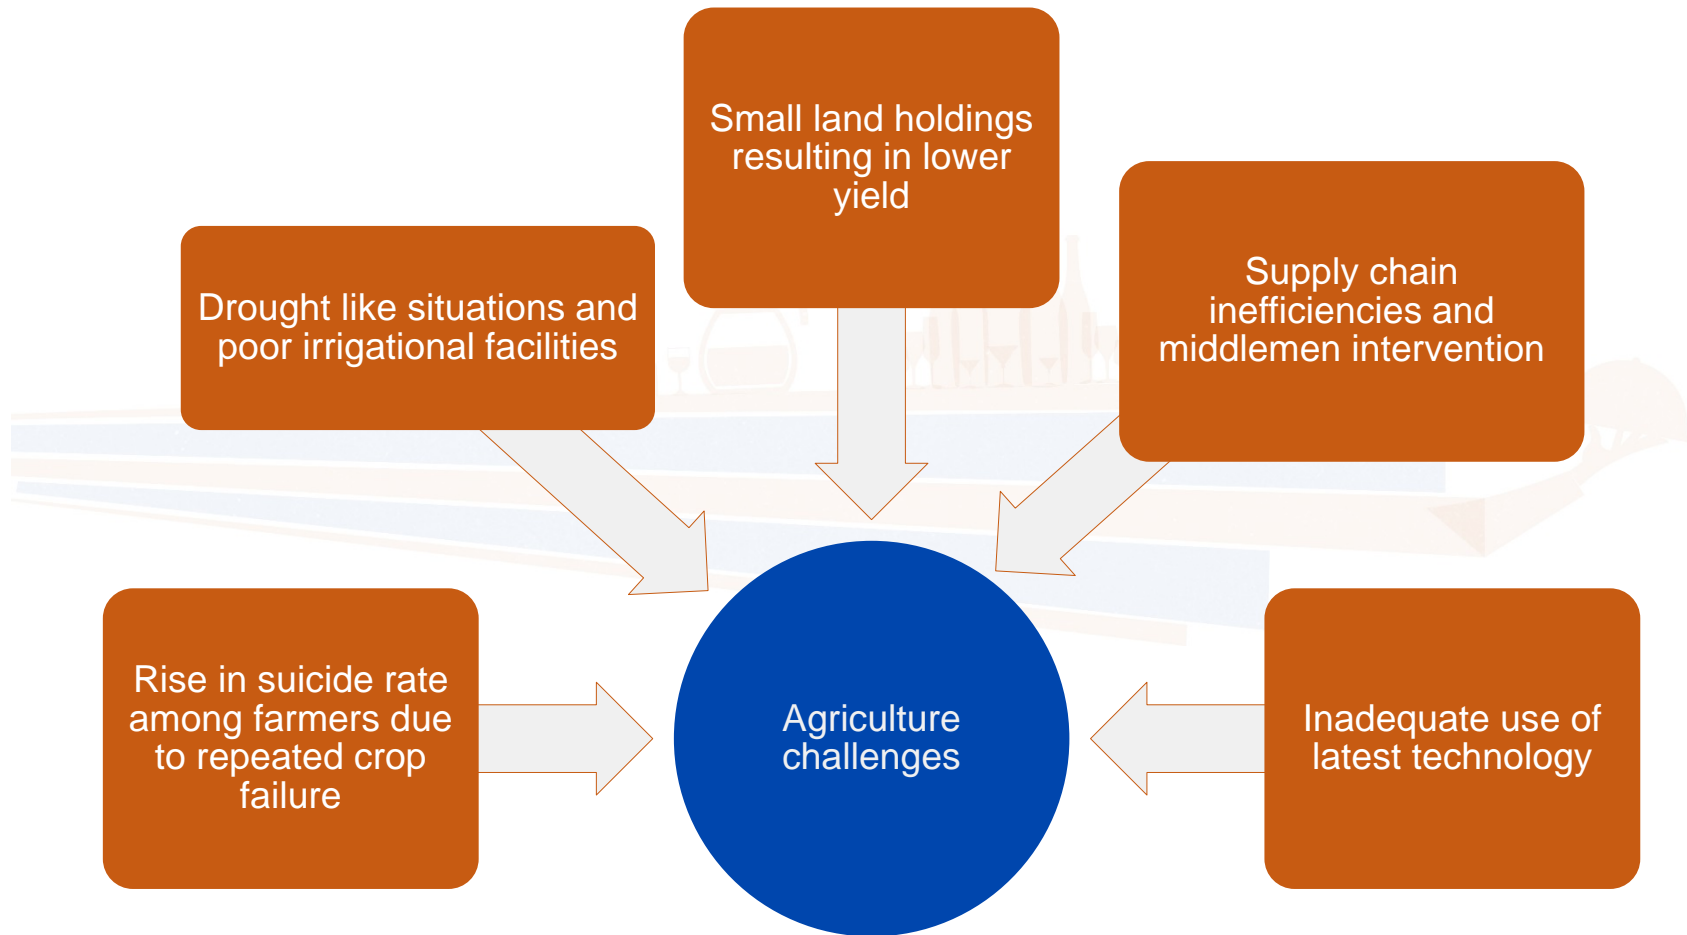 Small land holdings
resulting in lower
yield
Drought like situations and
poor irrigational facilities
Supply chain
inefficiencies and
middlemen intervention
Rise in suicide rate
among farmers due
to repeated crop
failure
Agriculture
challenges
Inadequate use of
latest technology